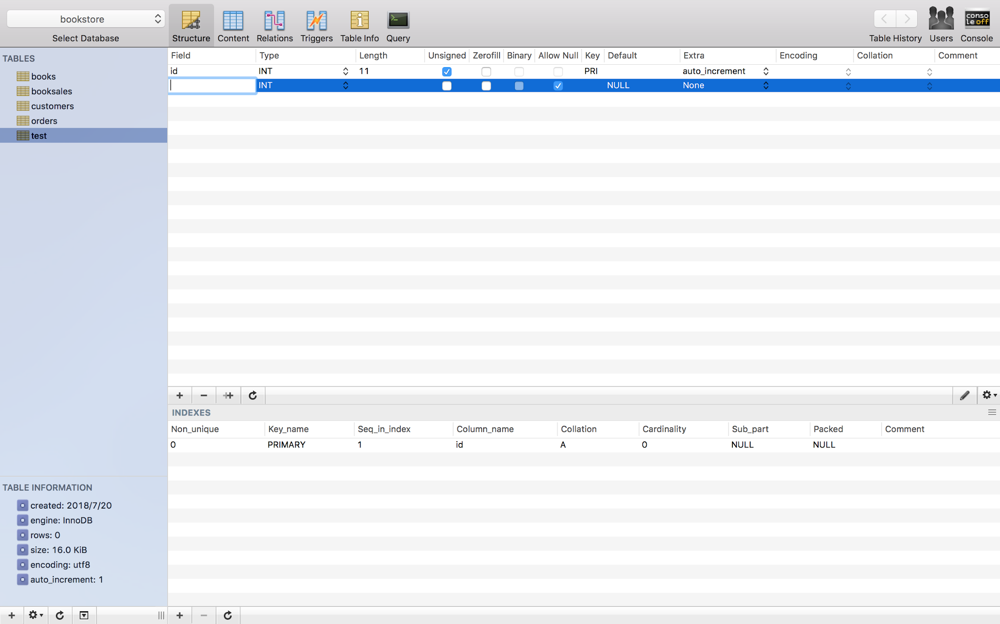 bookstore
Select Database
Structure Content Relations Triggers Table Info Query
Table History Users Console
conso
le off
TABLES
books
booksales
customers
orders
test
Field Type Length Unsigned Zerofill Binary Allow Null Key Default Extra Encoding Collation Comment
id INT 11 PRI auto_increment
INT NULL None
INDEXES
Non_unique Key_name Seq_in_index Column_name Collation Cardinality Sub_part Packed Comment
0 PRIMARY 1 id A 0 NULL NULL
TABLE INFORMATION
created: 2018/7/20
engine: InnoDB
rows: 0
size: 16.0 KiB
encoding: utf8
auto_increment: 1